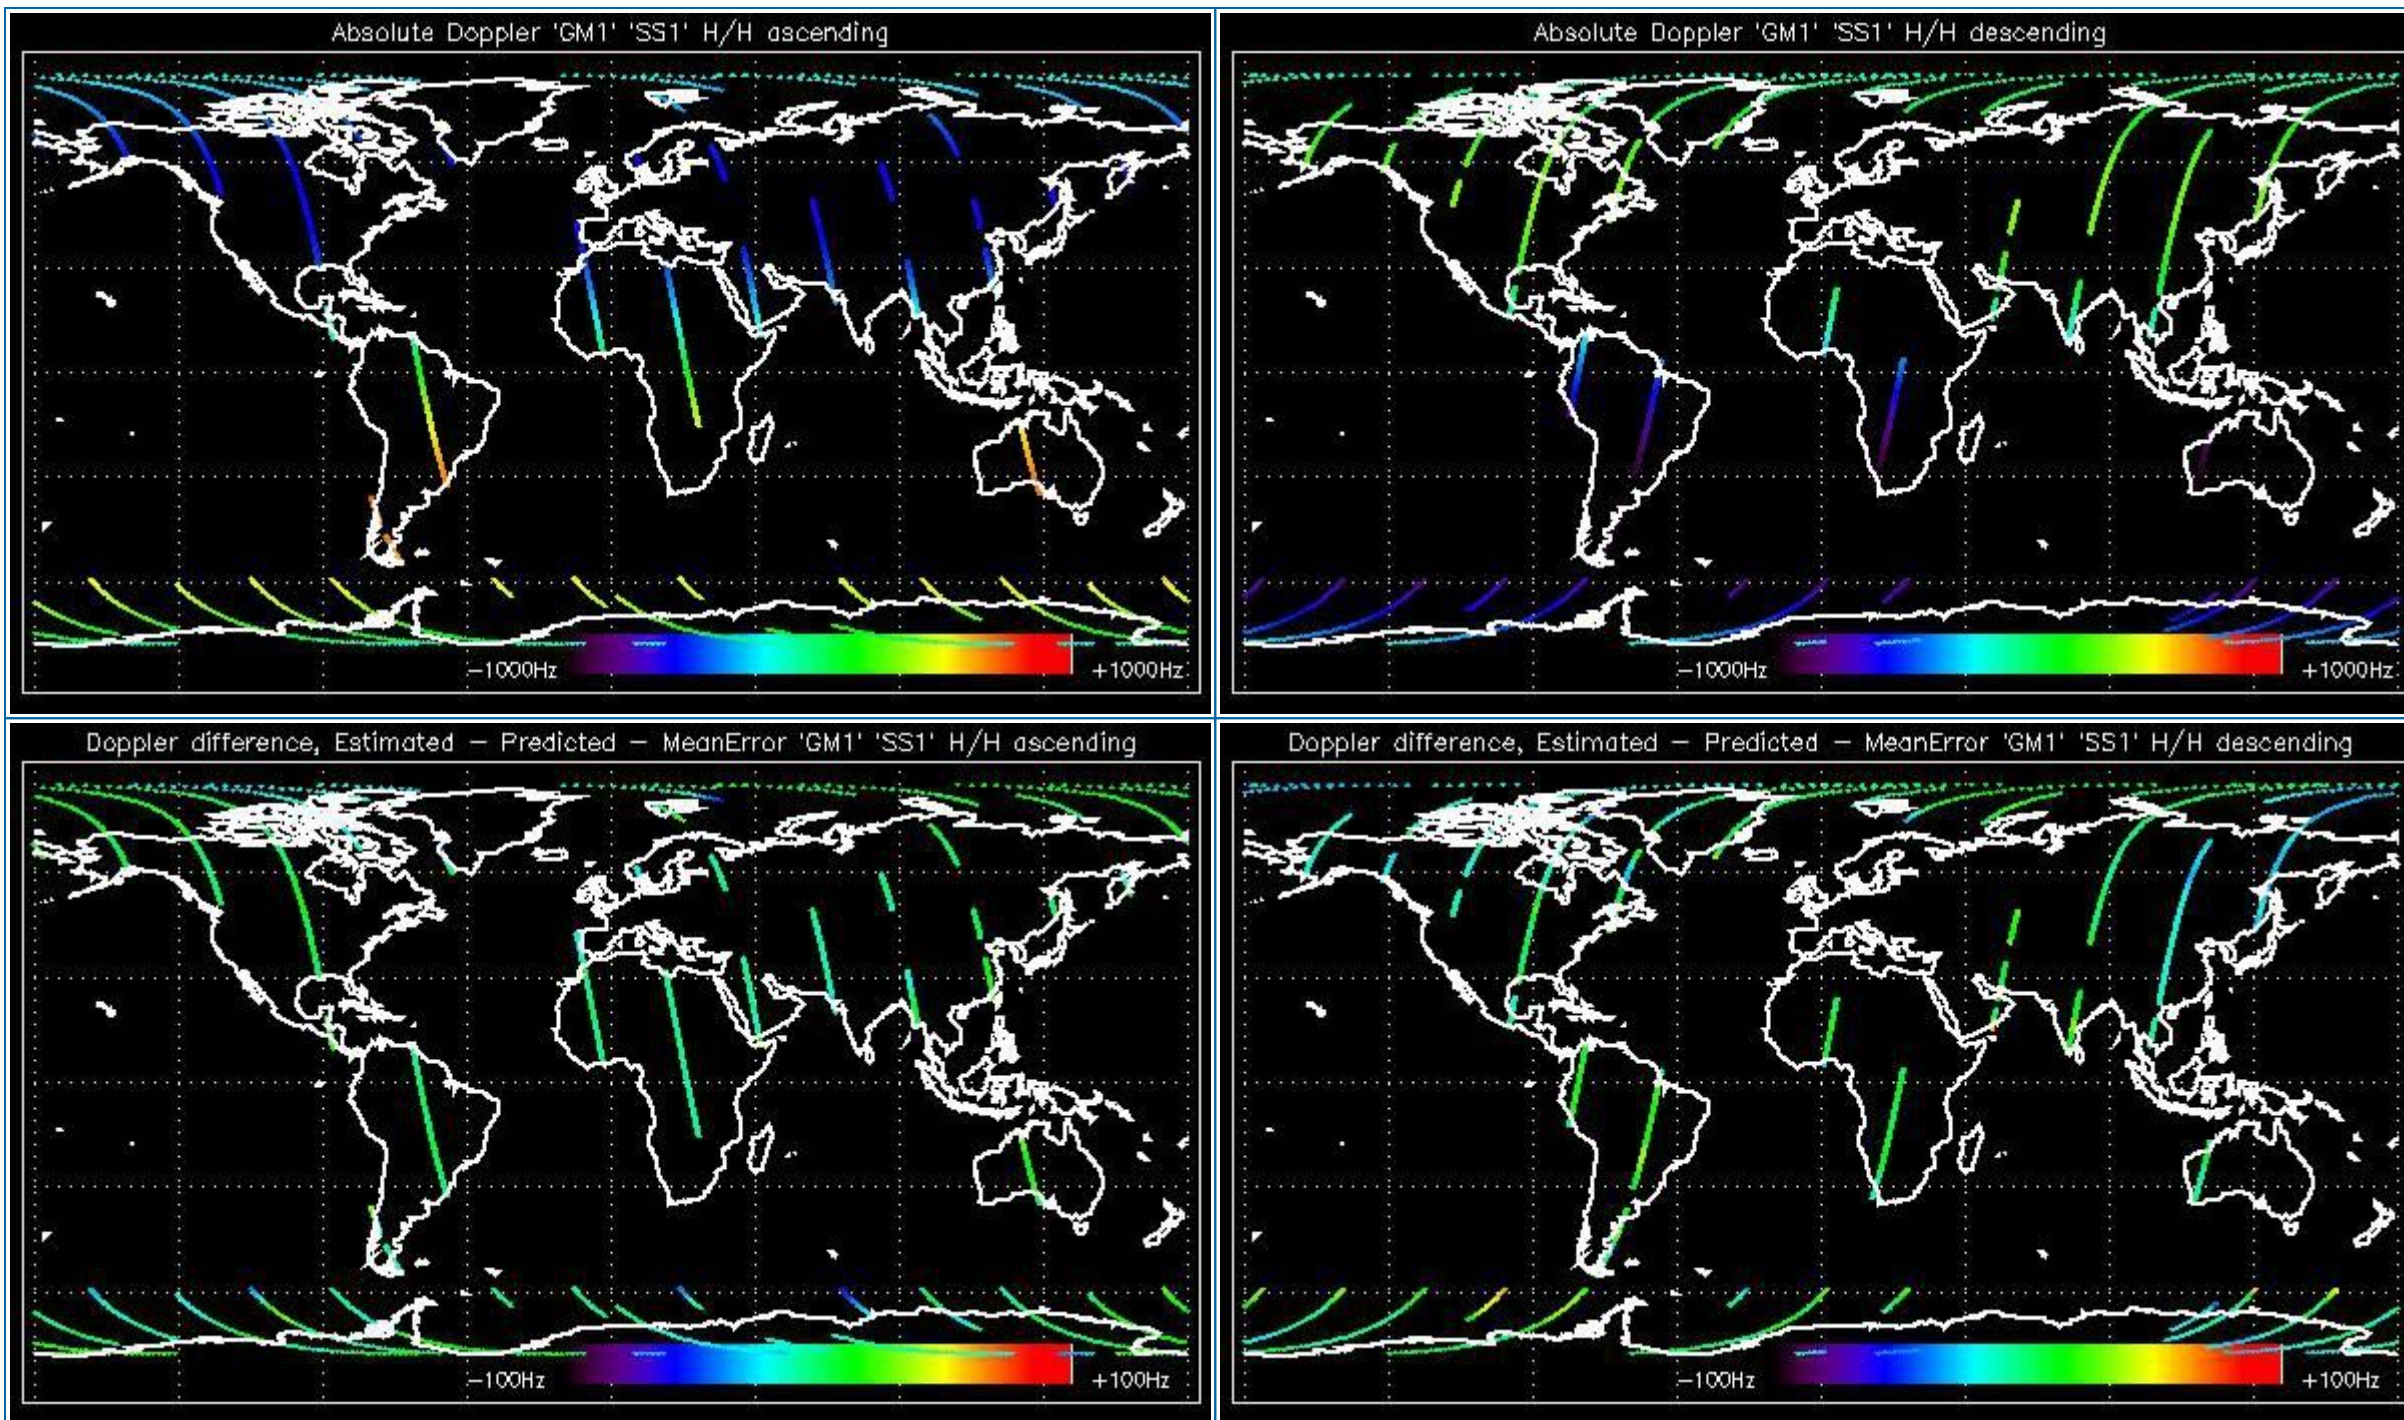 Absolute Doppler 'GM1' 'SS1' H/H ascending
-1000Hz
+1000Hz
Absolute Doppler 'GM1' 'SS1' H/H descending
-1000Hz
+1000Hz
Doppler difference, Estimated - Predicted - MeanError 'GM1' 'SS1' H/H ascending
-100Hz
+100Hz
Doppler difference, Estimated - Predicted - MeanError 'GM1' 'SS1' H/H descending
-100Hz
+100Hz